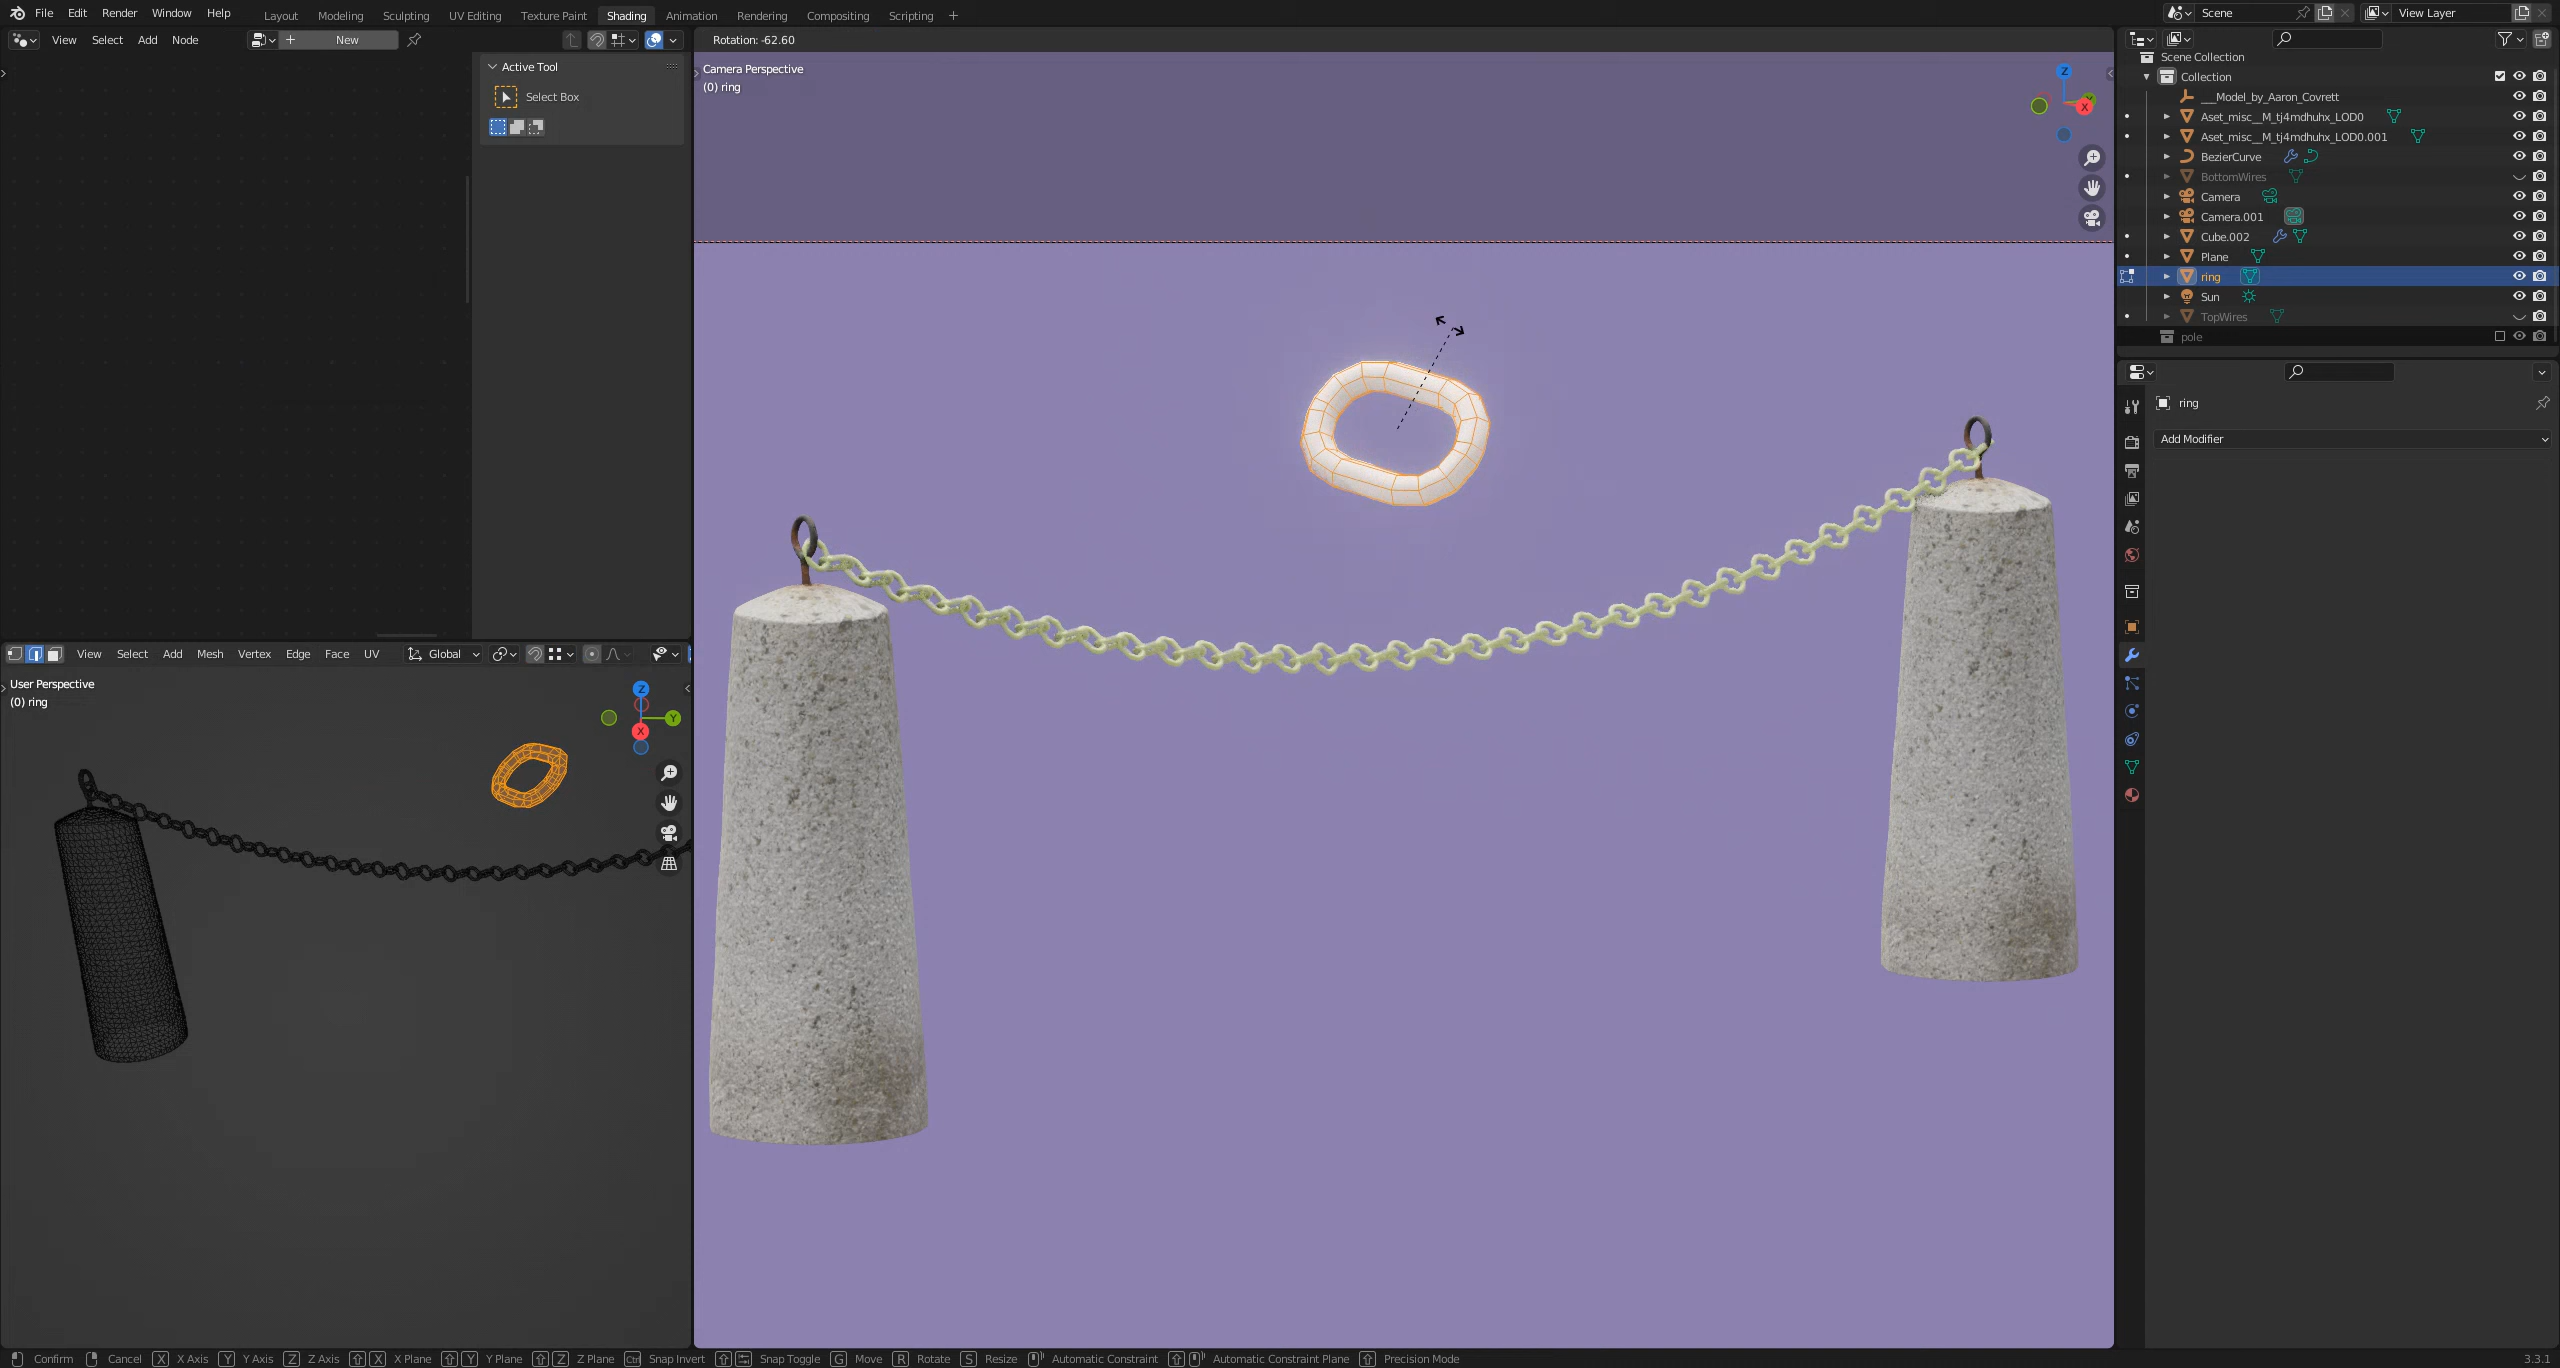 File Edit Render Window Help Layout Modeling Sculpting UV Editing Texture Paint Shading Animation Rendering Compositing Scripting + Scene View Layer
View Select Add Node New
Rotation: -62.60
Active Tool
Select Box
Camera Perspective
(0) ring
Z
X
View Select Add Mesh Vertex Edge Face UV Global
User Perspective
(0) ring
Z
Y
X
Scene Collection
Collection
___Model_by_Aaron_Covrett
Aset_misc__M_tj4mdhuhx_LOD0
Aset_misc__M_tj4mdhuhx_LOD0.001
BezierCurve
BottomWires
Camera
Camera.001
Cube.002
Plane
ring
Sun
TopWires
pole
ring
Add Modifier
Confirm Cancel X X Axis Y Y Axis Z Z Axis X X Plane Y Y Plane Z Z Plane Ctrl Snap Invert Snap Toggle G Move R Rotate S Resize Automatic Constraint Automatic Constraint Plane Precision Mode 3.3.1